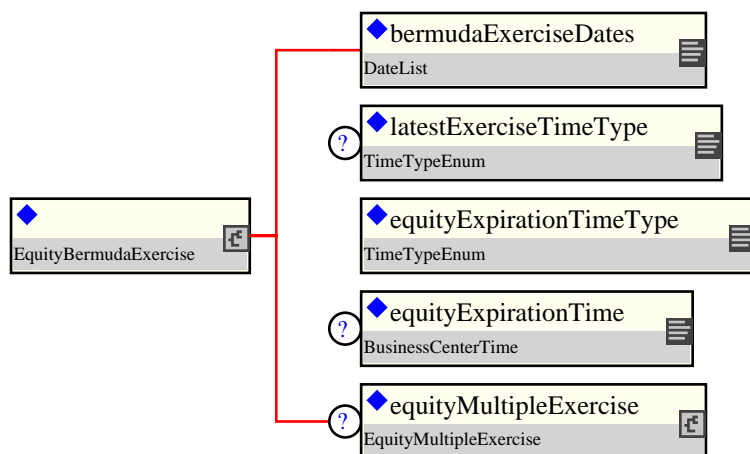 bermudaExerciseDates
DateList
?
latestExerciseTimeType
TimeTypeEnum
EquityBermudaExercise
equityExpirationTimeType
TimeTypeEnum
?
equityExpirationTime
BusinessCenterTime
?
equityMultipleExercise
EquityMultipleExercise